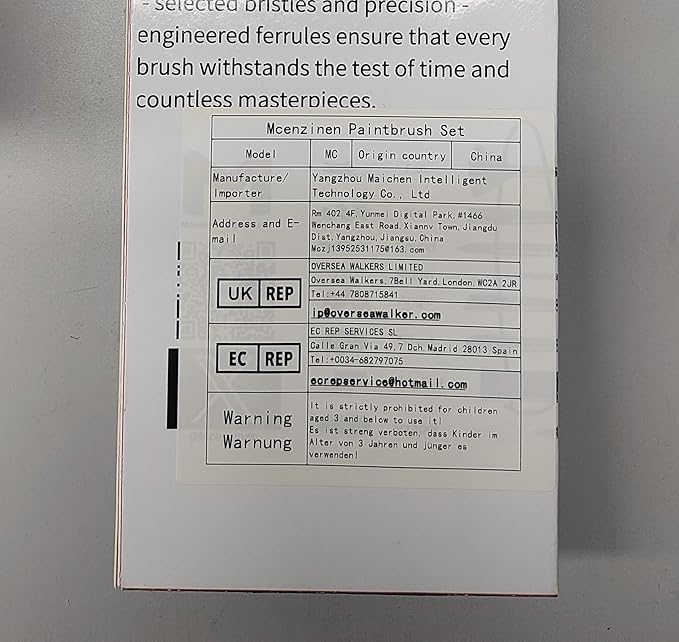 - selected bristles and precision -
engineered ferrules ensure that every
brush withstands the test of time and
countless masterpieces.
Mcenzinen Paintbrush Set
Model MC Origin country China
Manufacture/
Importer
Yangzhou Maichen Intelligent
Technology Co., Ltd
Address and E-
mail
Rm 402, 4F, Yunmei Digital Park, #1466
Wenchang East Road, Xiannv Town, Jiangdu
Dist, Yangzhou, Jiangsu, China
Mczj13952531175@163.com
UK REP
OVERSEA WALKERS LIMITED
Oversea Walkers, 7Bell Yard, London, WC2A 2JR
Tel:+44 7808715841
ip@overseawalker.com
EC REP
EC REP SERVICES SL
Calle Gran Via 49, 7 Dch, Madrid 28013 Spain
Tel:+0034-682797075
ecrepservice@hotmail.com
Warning
Warnung
It is strictly prohibited for children
aged 3 and below to use it!
Es ist streng verboten, dass Kinder im
Alter von 3 Jahren und jünger es
verwenden!